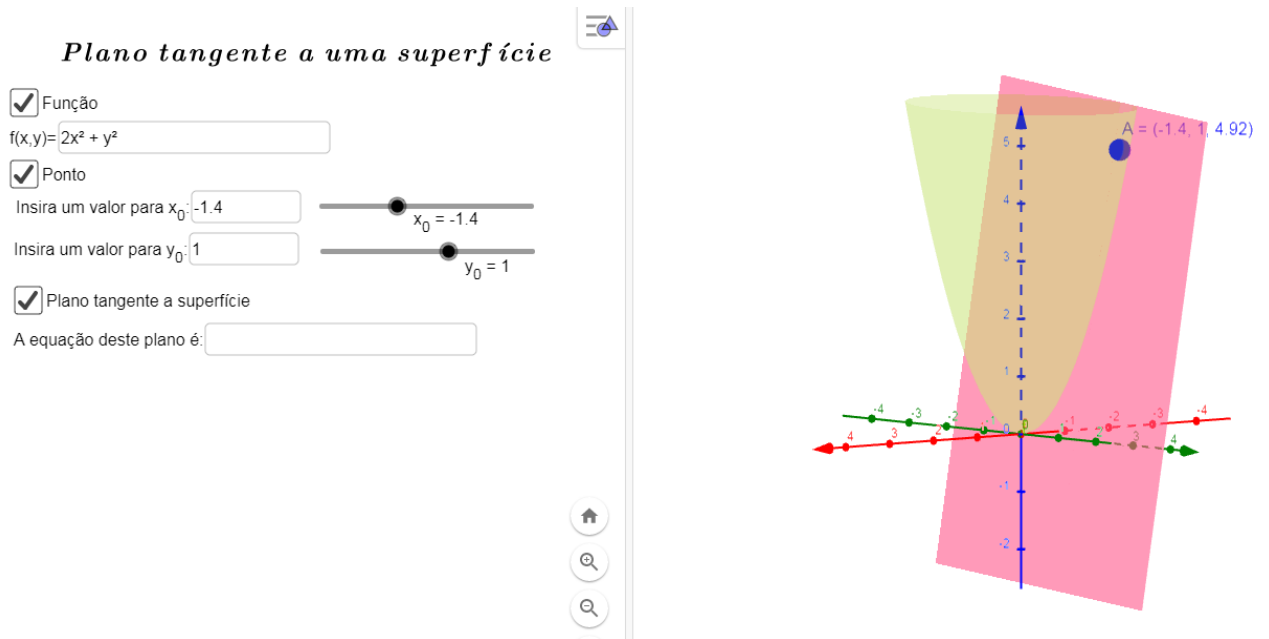 Plano tangente a uma superfície
Função
f(x,y)= 2x² + y²
Ponto
Insira um valor para x₀: -1.4
x₀ = -1.4
Insira um valor para y₀: 1
y₀ = 1
Plano tangente a superfície
A equação deste plano é:
A = (-1.4, 1, 4.92)
5
4
3
2
1
0
-1
-2
-4 -3 -2 -1 0 1 2 3 4
4 3 2 1 -1 -2 -3 -4